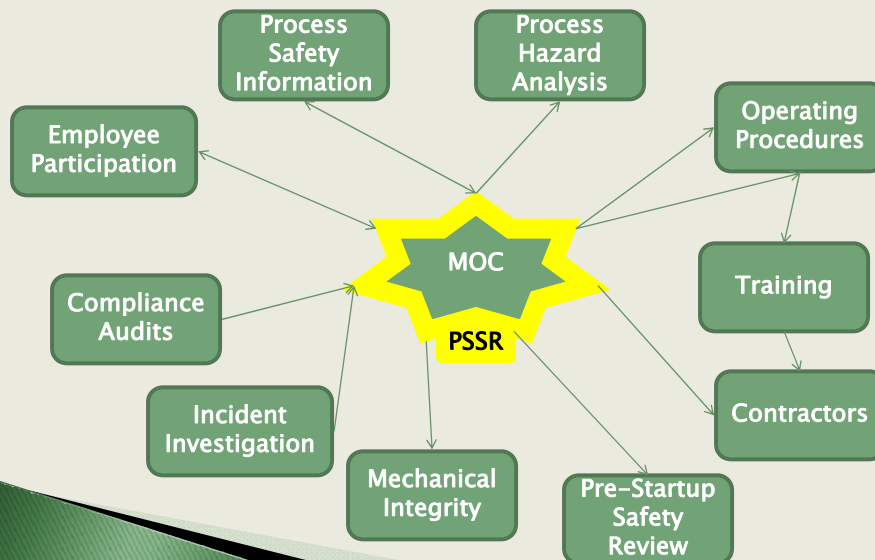 Process
Safety
Information
Process
Hazard
Analysis
Operating
Procedures
Employee
Participation
MOC
PSSR
Training
Compliance
Audits
Contractors
Incident
Investigation
Mechanical
Integrity
Pre-Startup
Safety
Review